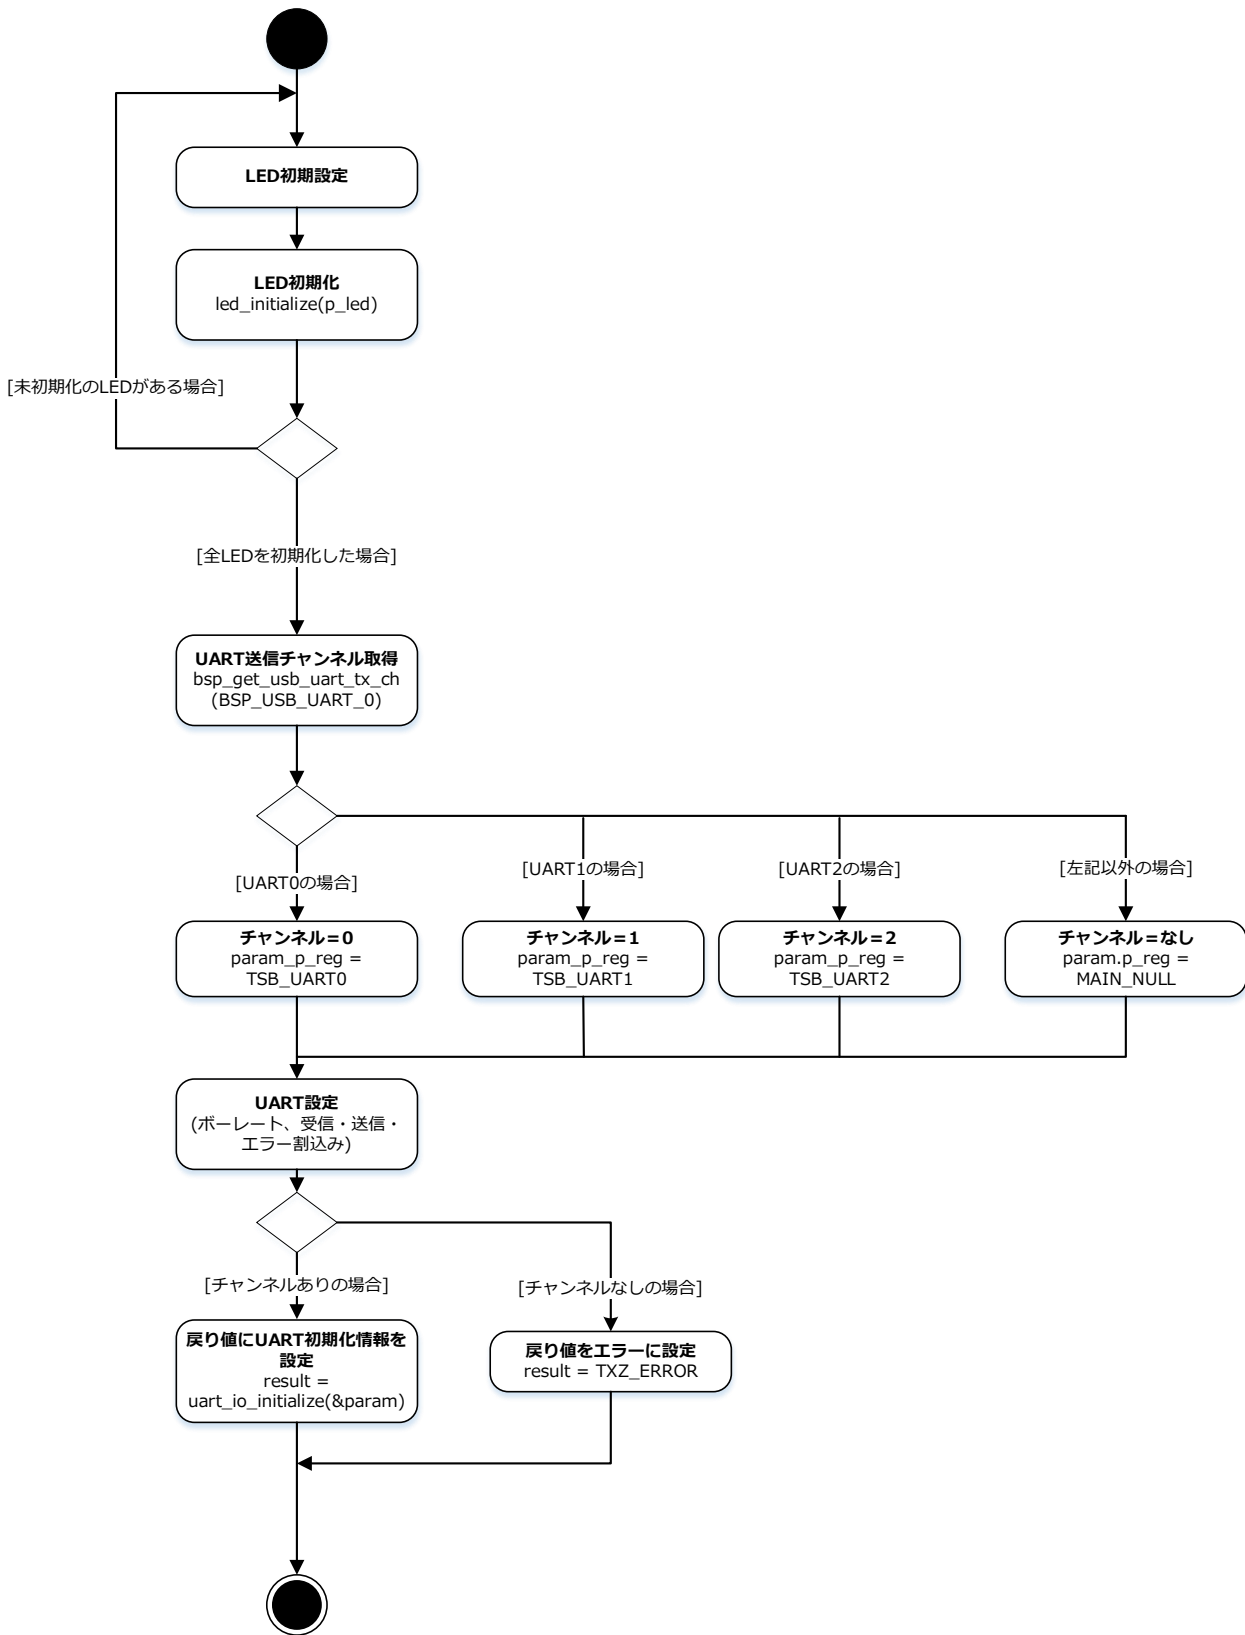 LED初期設定
LED初期化
led_initialize(p_led)
[未初期化のLEDがある場合]
[全LEDを初期化した場合]
UART送信チャンネル取得
bsp_get_usb_uart_tx_ch
(BSP_USB_UART_0)
[UART0の場合]
[UART1の場合]
[UART2の場合]
[左記以外の場合]
チャンネル=0
param_p_reg =
TSB_UART0
チャンネル=1
param_p_reg =
TSB_UART1
チャンネル=2
param_p_reg =
TSB_UART2
チャンネル=なし
param.p_reg =
MAIN_NULL
UART設定
(ボーレート、受信・送信・
エラー割込み)
[チャンネルありの場合]
[チャンネルなしの場合]
戻り値にUART初期化情報を
設定
result =
uart_io_initialize(&param)
戻り値をエラーに設定
result = TXZ_ERROR